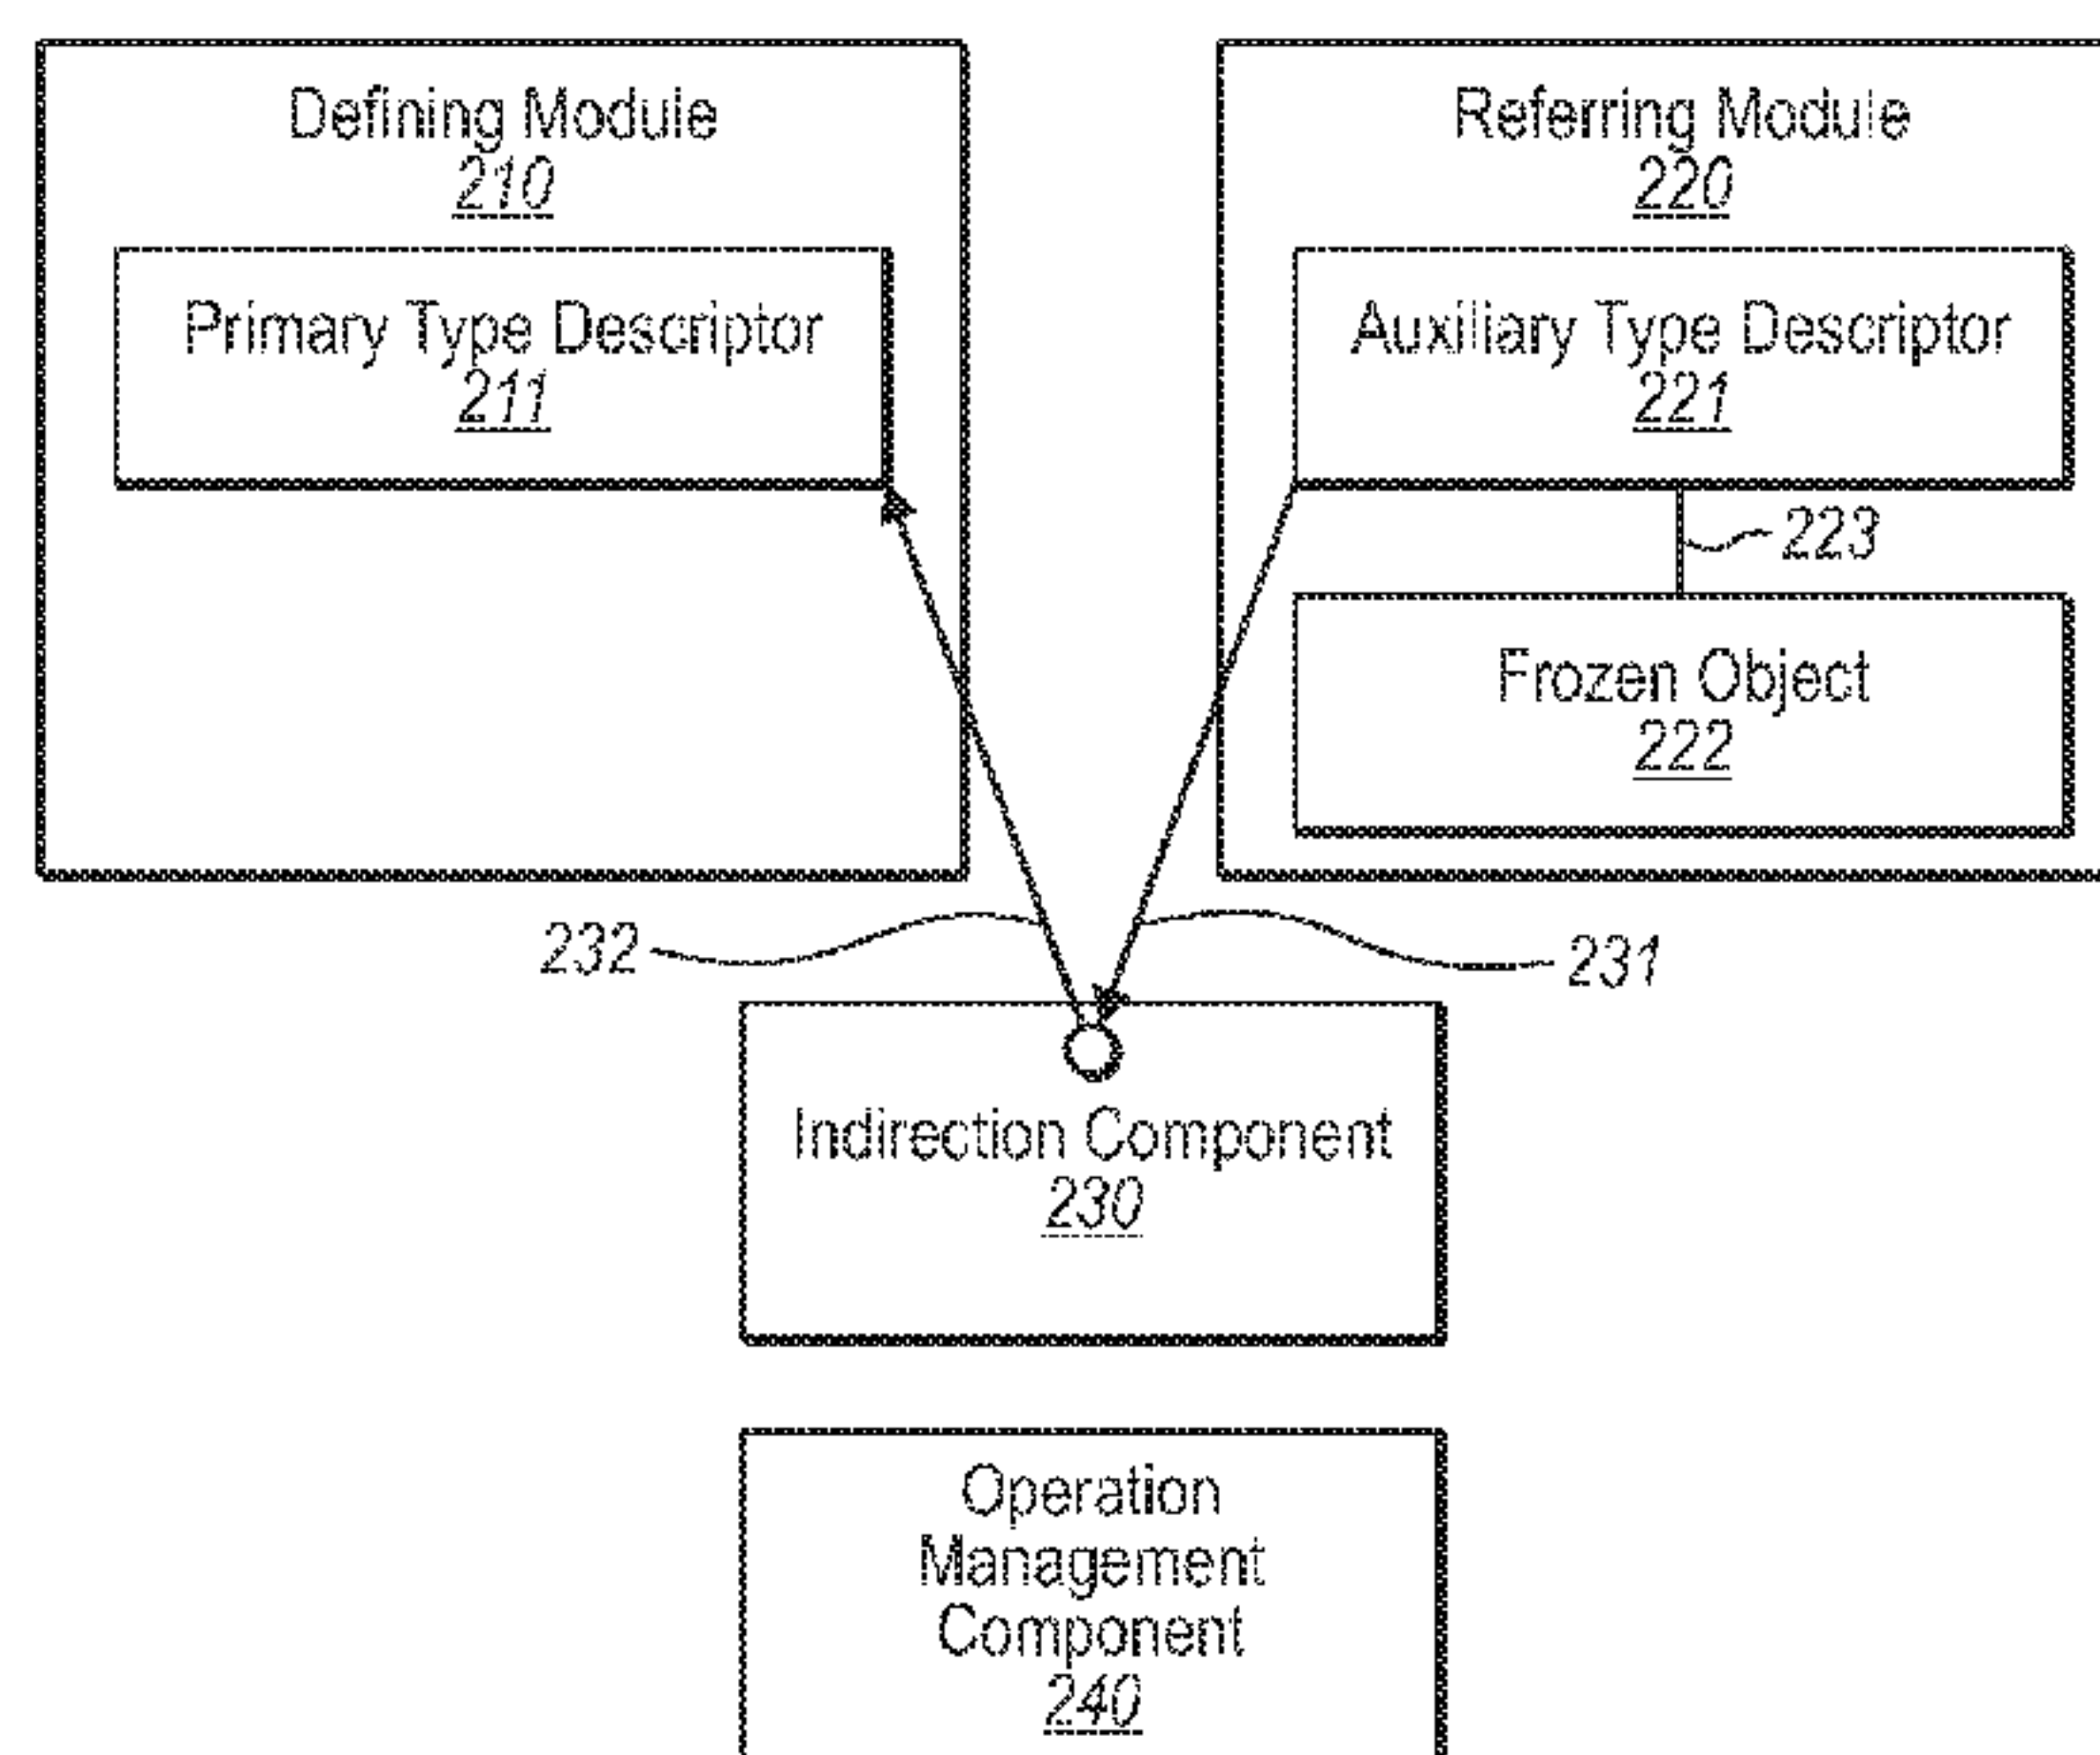 Defining Module
210
Primary Type Descriptor
211
Referring Module
220
Auxiliary Type Descriptor
221
223
Frozen Object
222
232
231
Indirection Component
230
Operation
Management
Component
240